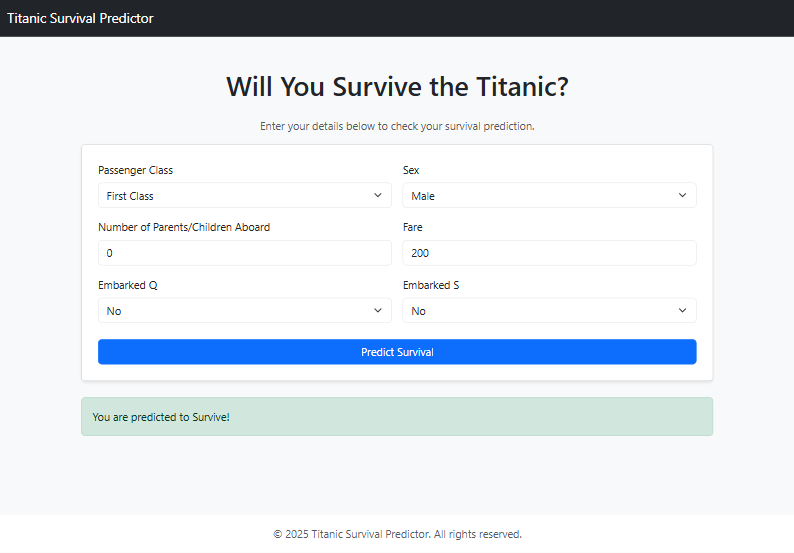 Titanic Survival Predictor
Will You Survive the Titanic?
Enter your details below to check your survival prediction.
Passenger Class
Sex
First Class
Male
Number of Parents/Children Aboard
Fare
0
200
Embarked Q
Embarked S
No
No
Predict Survival
You are predicted to Survive!
© 2025 Titanic Survival Predictor. All rights reserved.